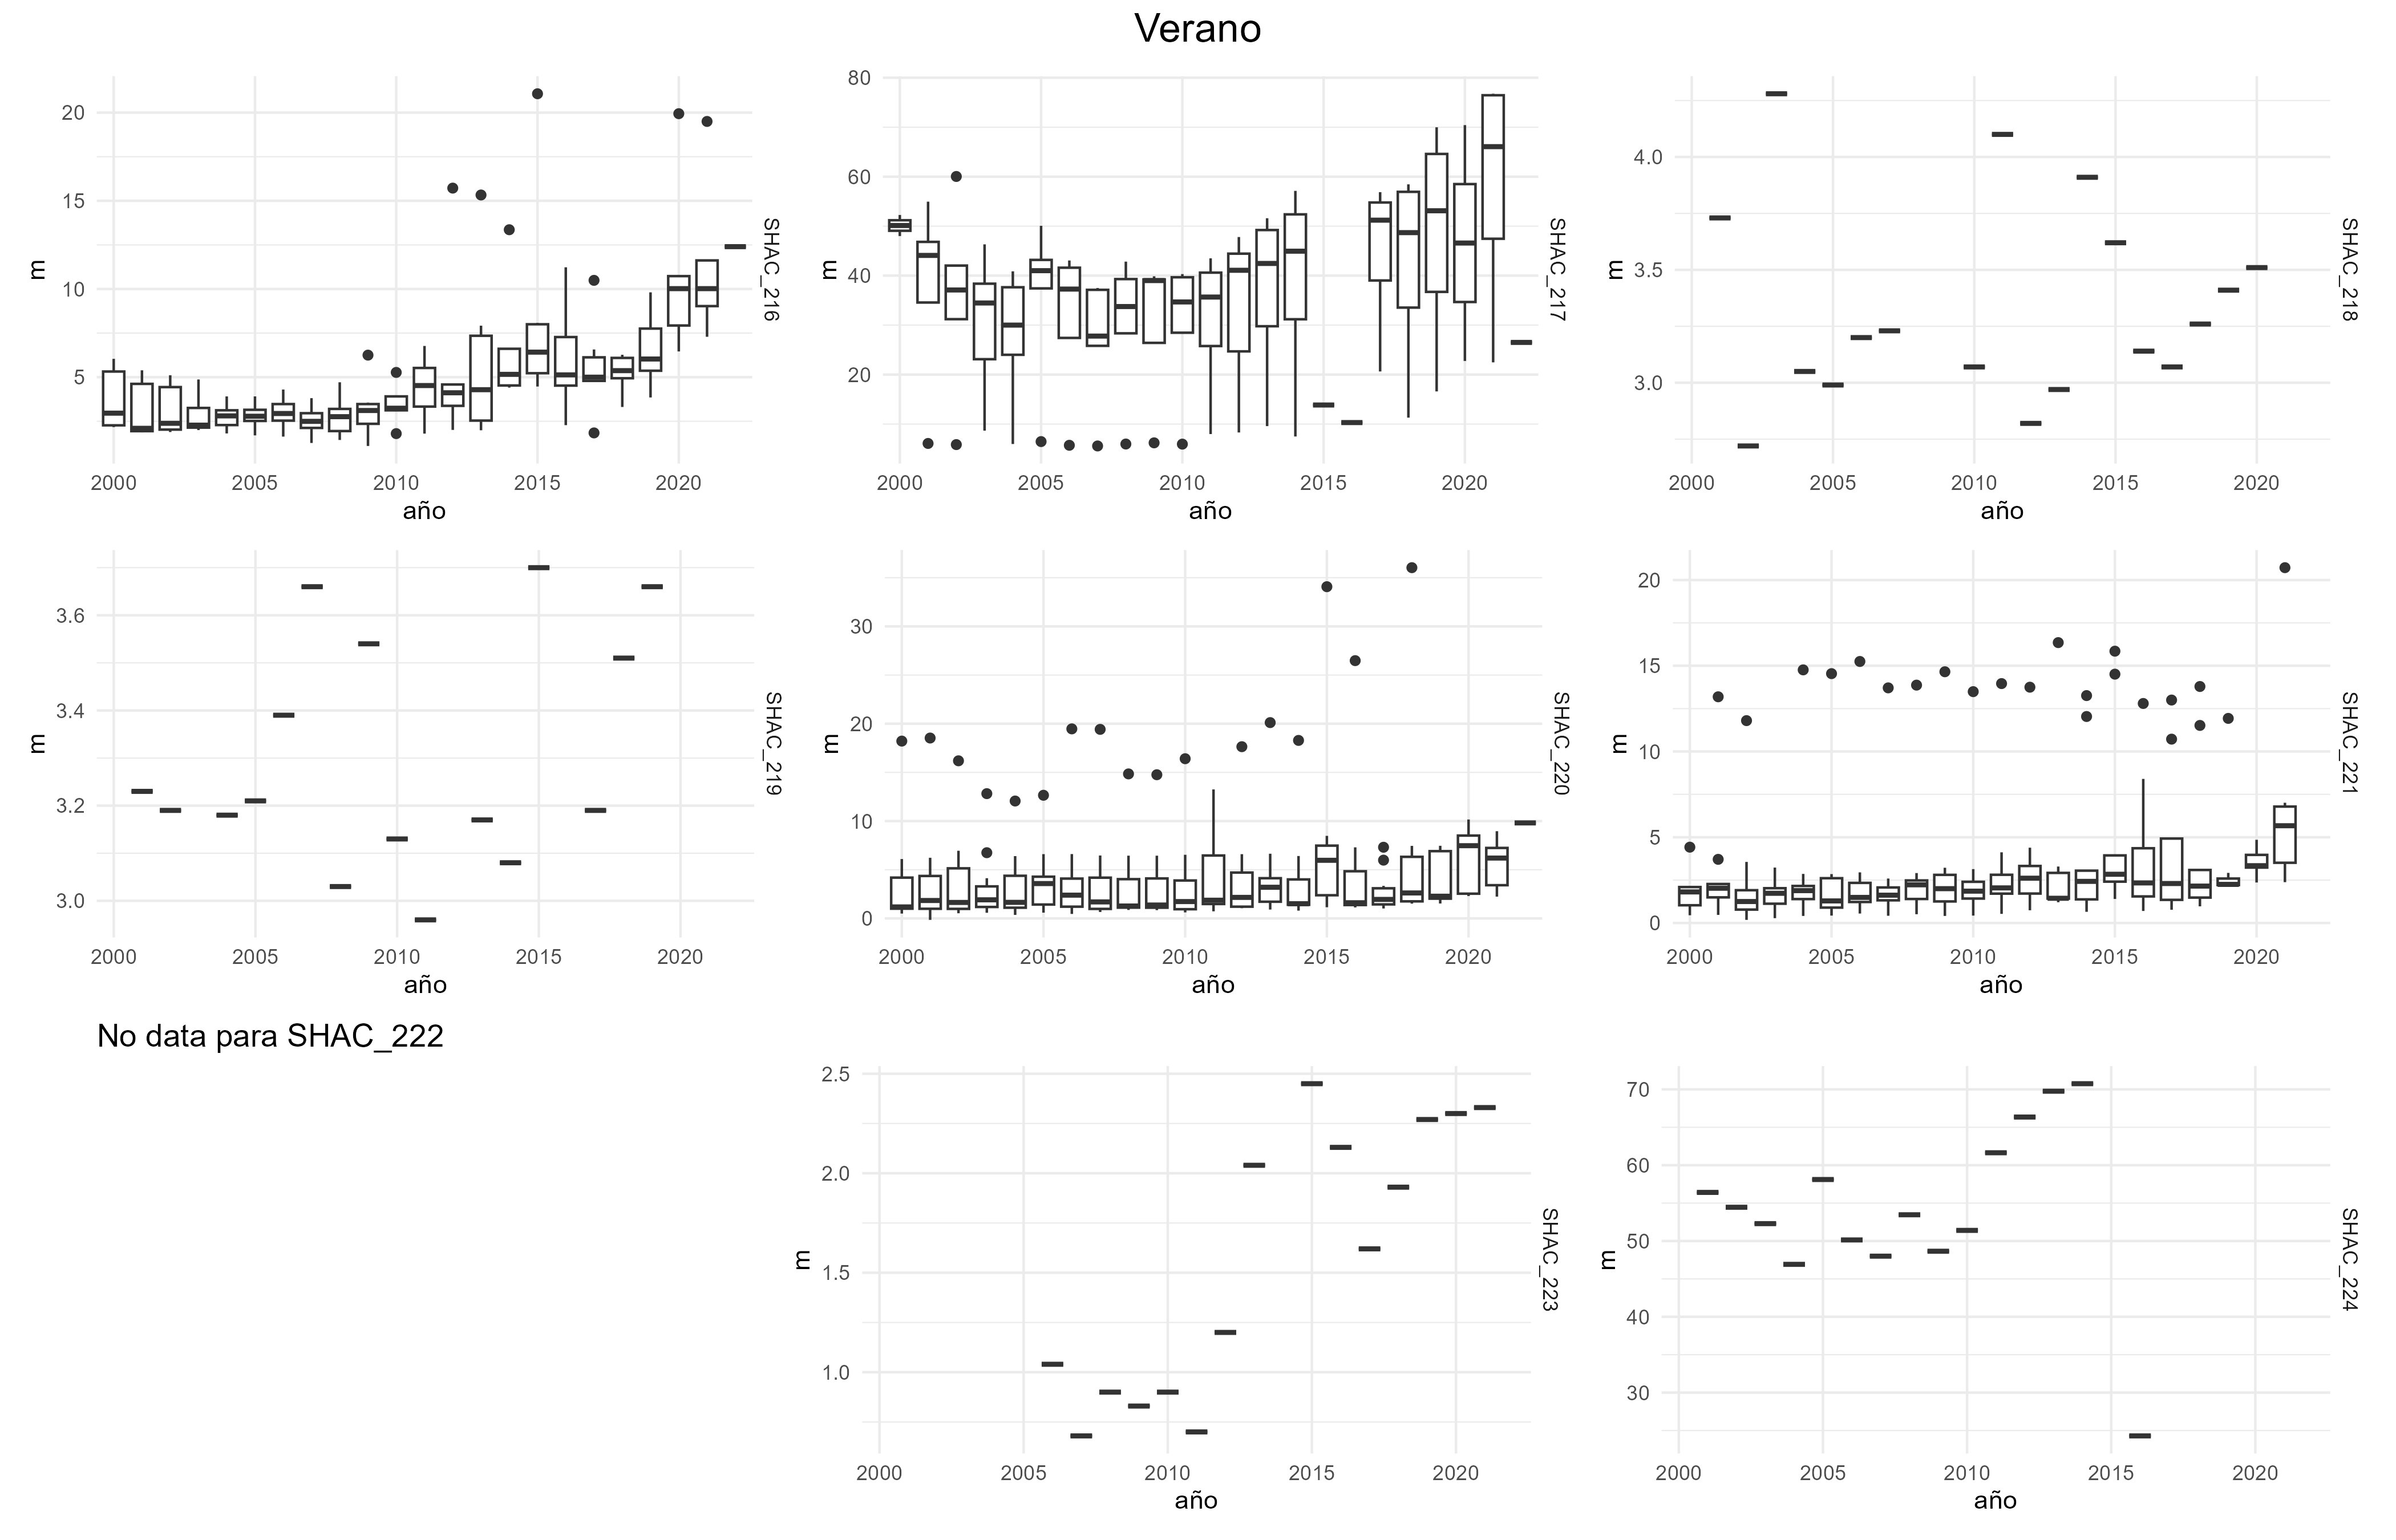 Verano
20
15
10
5
m
2000 2005 2010 2015 2020
año
SHAC_216
80
60
40
20
m
2000 2005 2010 2015 2020
año
SHAC_217
4.0
3.5
3.0
m
2000 2005 2010 2015 2020
año
SHAC_218
3.6
3.4
3.2
3.0
m
2000 2005 2010 2015 2020
año
SHAC_219
30
20
10
0
m
2000 2005 2010 2015 2020
año
SHAC_220
20
15
10
5
0
m
2000 2005 2010 2015 2020
año
SHAC_221
No data para SHAC_222
2.5
2.0
1.5
1.0
m
2000 2005 2010 2015 2020
año
SHAC_223
70
60
50
40
30
m
2000 2005 2010 2015 2020
año
SHAC_224